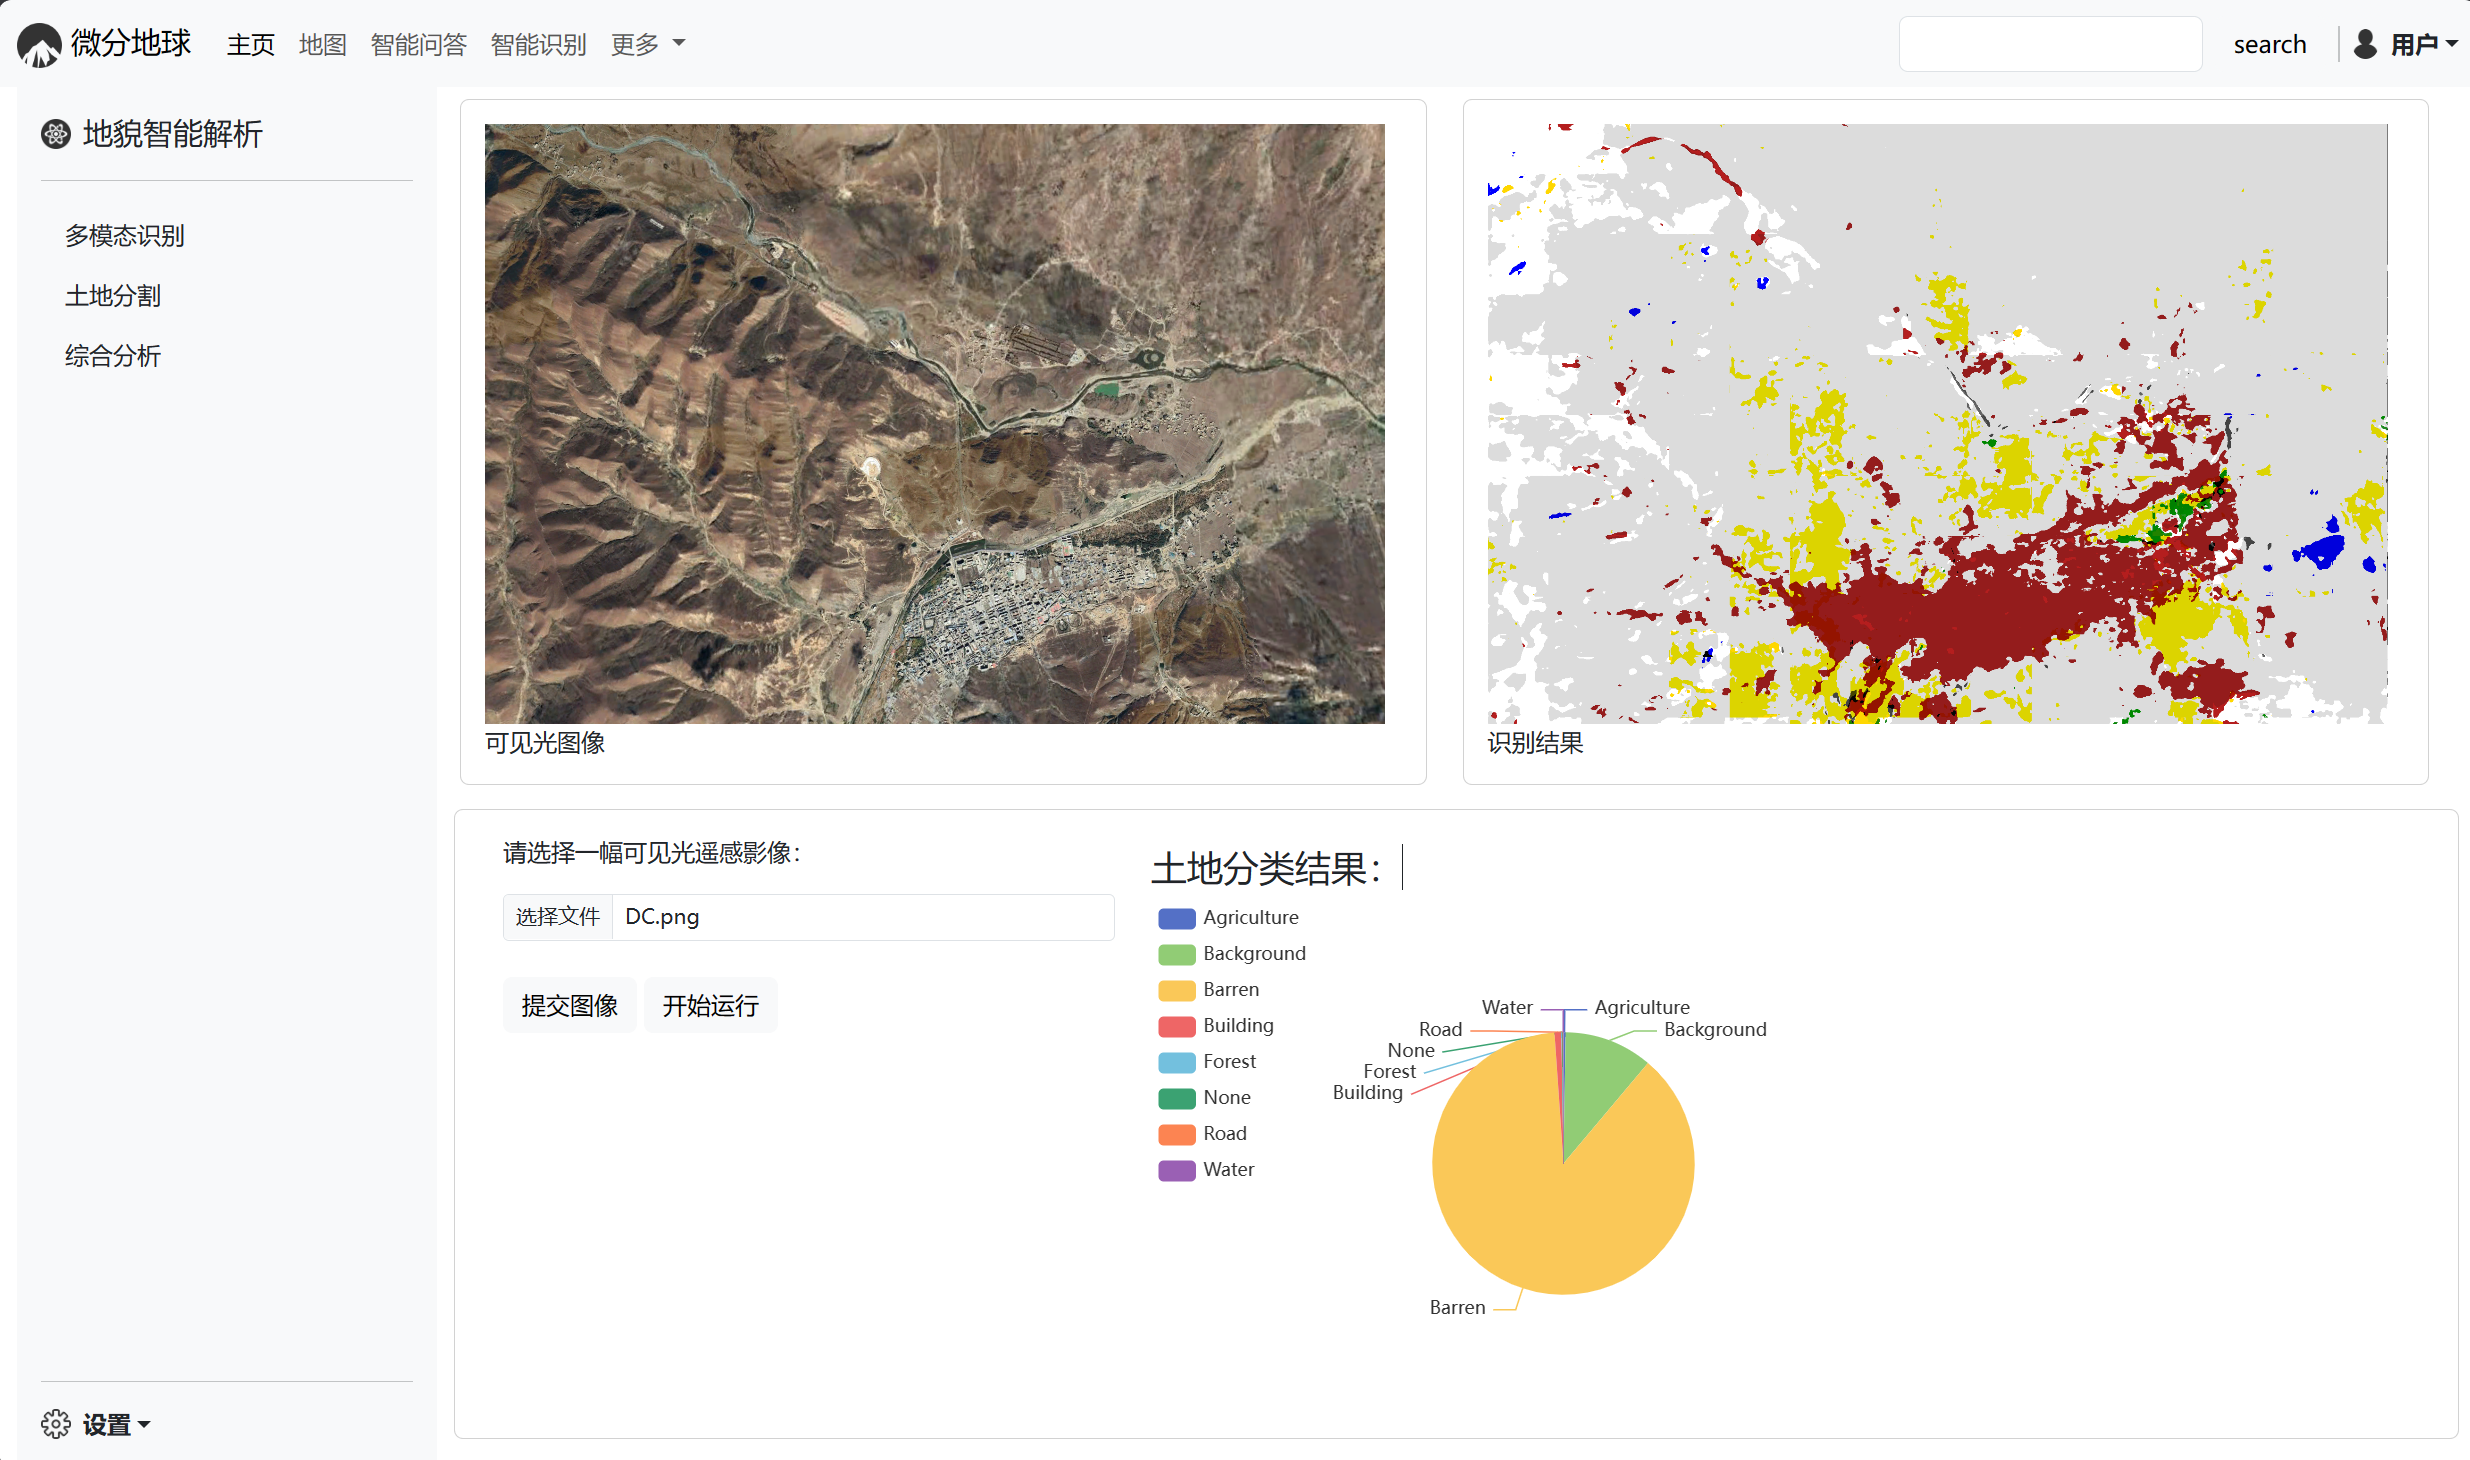 微分地球 主页 地图 智能问答 智能识别 更多 search 用户
地貌智能解析
多模态识别
土地分割
综合分析
设置
可见光图像
识别结果
请选择一幅可见光遥感影像：
选择文件 DC.png
提交图像 开始运行
土地分类结果：
Agriculture
Background
Barren
Building
Forest
None
Road
Water
Water Agriculture
Road Background
None
Forest
Building
Barren